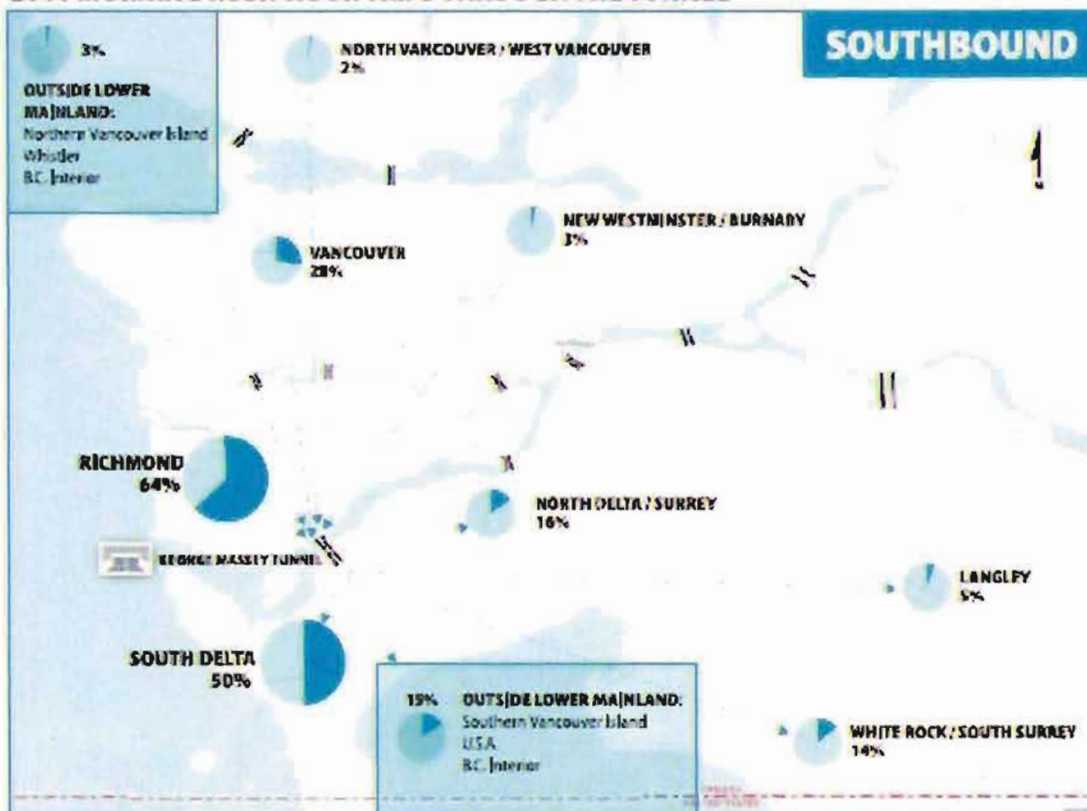 SOUTHBOUND
3%
OUTSIDE LOWER
MAINLAND:
Northern Vancouver Island
Whistler
B.C. Interior
NORTH VANCOUVER / WEST VANCOUVER
2%
VANCOUVER
28%
NEW WESTMINSTER / BURNABY
3%
RICHMOND
64%
NORTH DELTA / SURREY
16%
GEORGE MASSEY TUNNEL
LANGLEY
5%
SOUTH DELTA
50%
15% OUTSIDE LOWER MAINLAND:
Southern Vancouver Island
U.S.A.
B.C. Interior
WHITE ROCK / SOUTH SURREY
14%